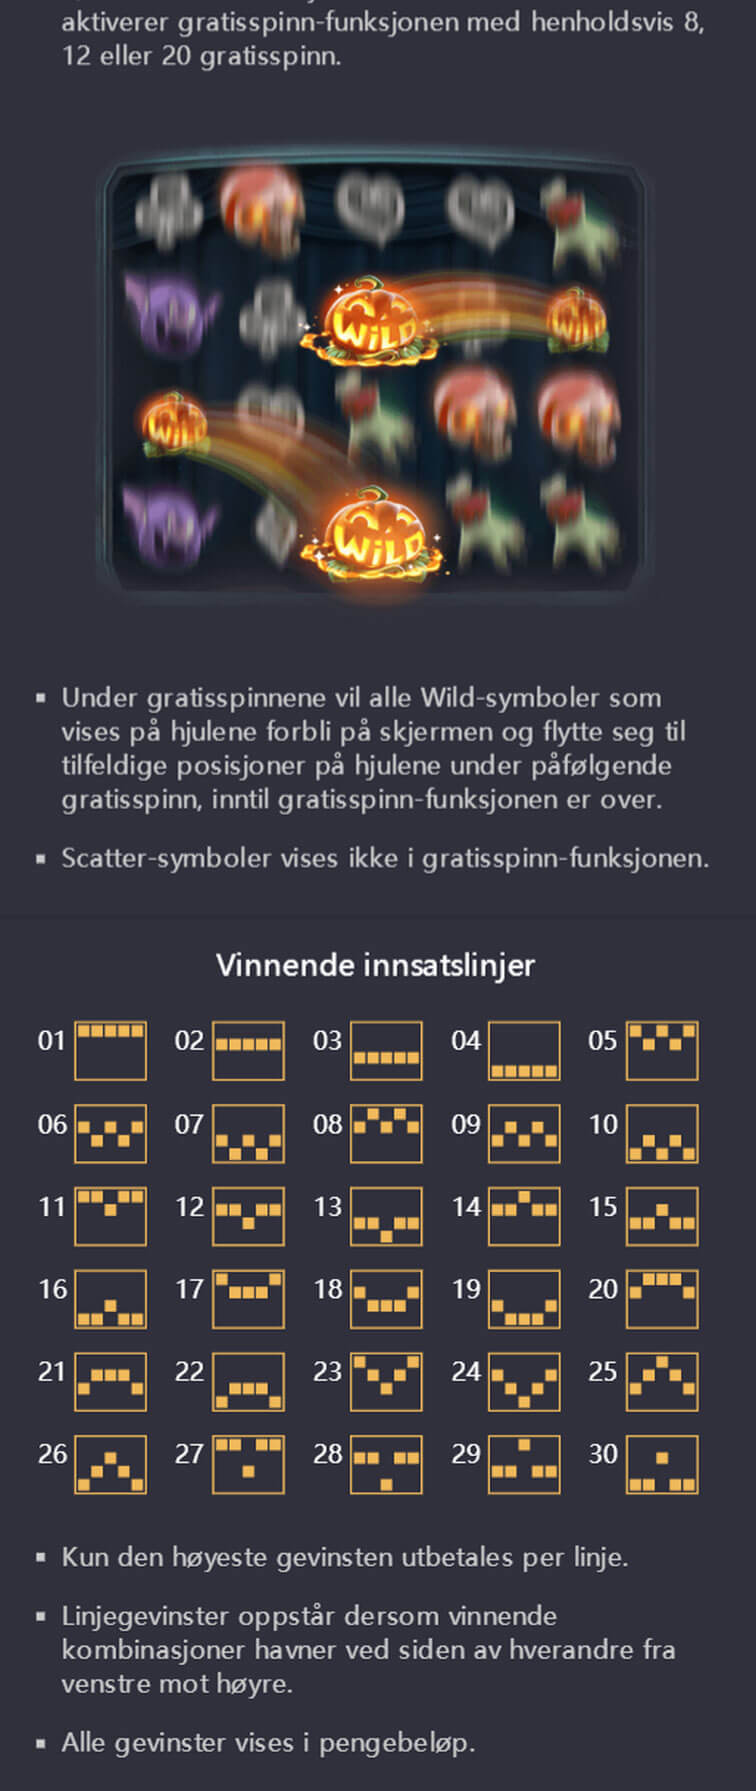 aktiverer gratisspinn-funksjonen med henholdsvis 8,
12 eller 20 gratisspinn.
WiLD
WiLD
WiLD
WiLD
▪ Under gratisspinnene vil alle Wild-symboler som
vises på hjulene forbli på skjermen og flytte seg til
tilfeldige posisjoner på hjulene under påfølgende
gratisspinn, inntil gratisspinn-funksjonen er over.
▪ Scatter-symboler vises ikke i gratisspinn-funksjonen.
Vinnende innsatslinjer
01 02 03 04 05
06 07 08 09 10
11 12 13 14 15
16 17 18 19 20
21 22 23 24 25
26 27 28 29 30
▪ Kun den høyeste gevinsten utbetales per linje.
▪ Linjegevinster oppstår dersom vinnende
kombinasjoner havner ved siden av hverandre fra
venstre mot høyre.
▪ Alle gevinster vises i pengebeløp.